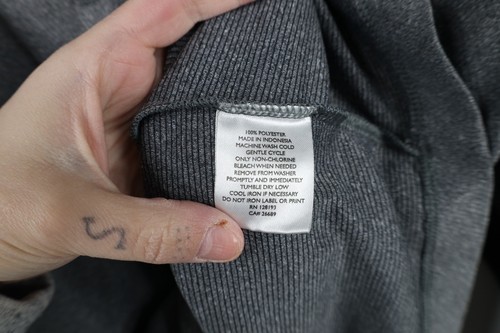 100% POLYESTER
MADE IN INDONESIA
MACHINE WASH COLD
GENTLE CYCLE
ONLY NON-CHLORINE
BLEACH WHEN NEEDED
REMOVE FROM WASHER
PROMPTLY AND IMMEDIATELY
TUMBLE DRY LOW
COOL IRON IF NECESSARY
DO NOT IRON LABEL OR PRINT
RN 128193
CA# 26689